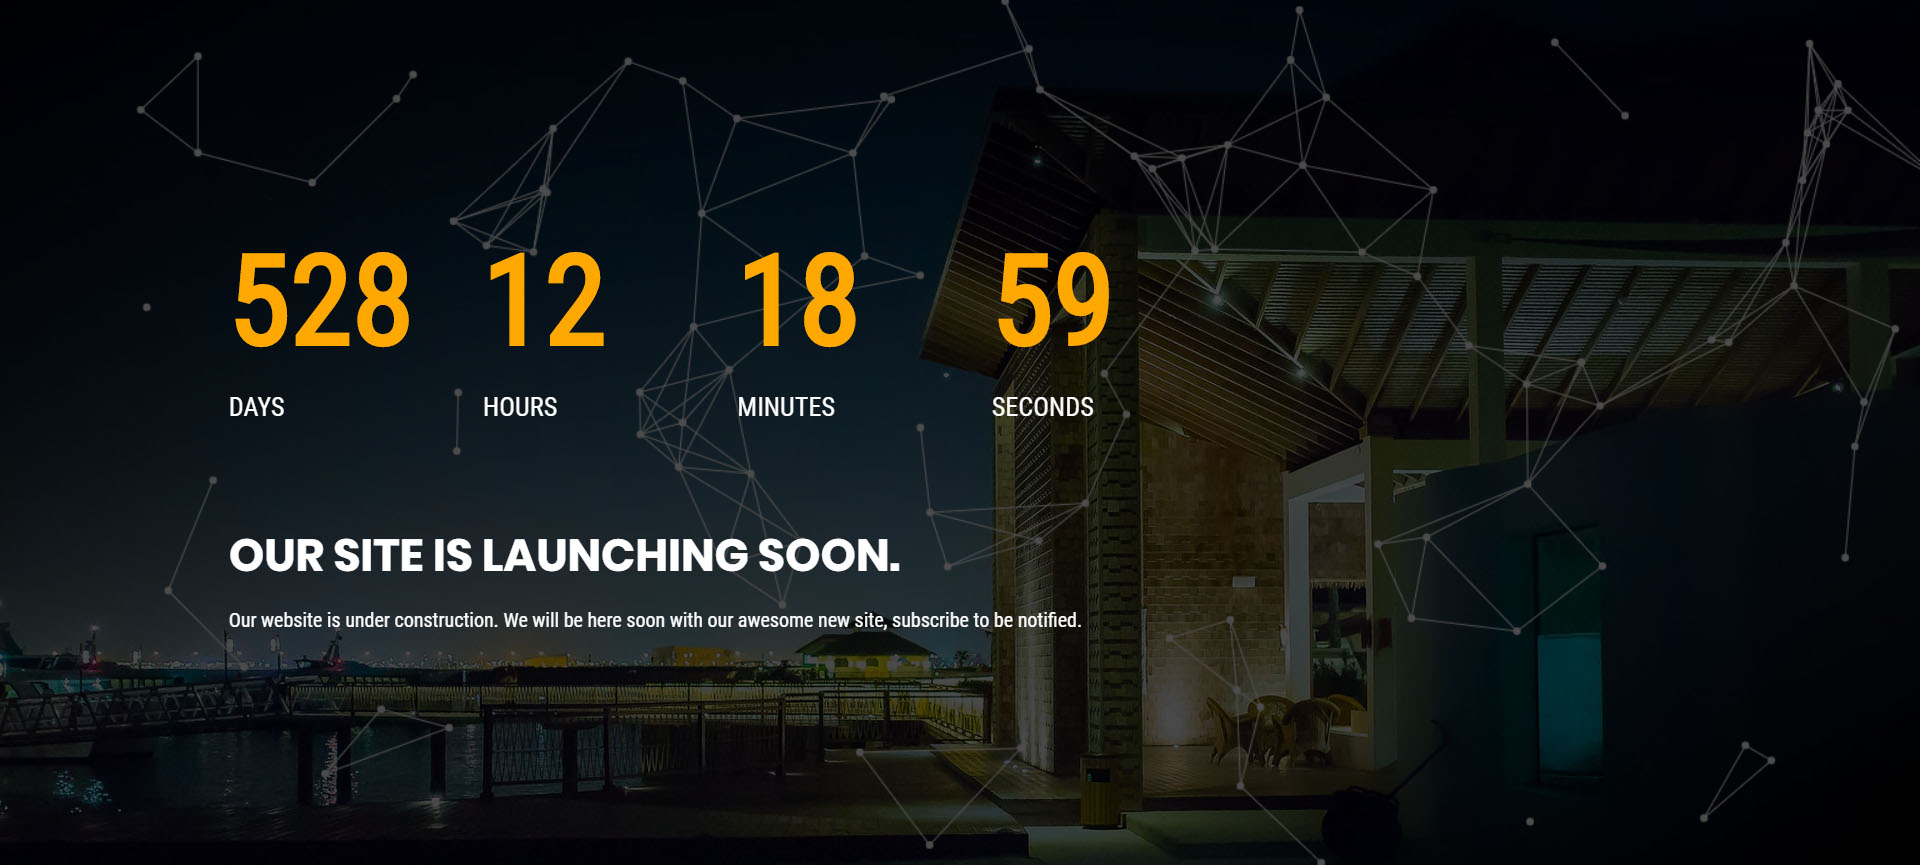 528 12 18 59
DAYS HOURS MINUTES SECONDS
OUR SITE IS LAUNCHING SOON.
Our website is under construction. We will be here soon with our awesome new site, subscribe to be notified.